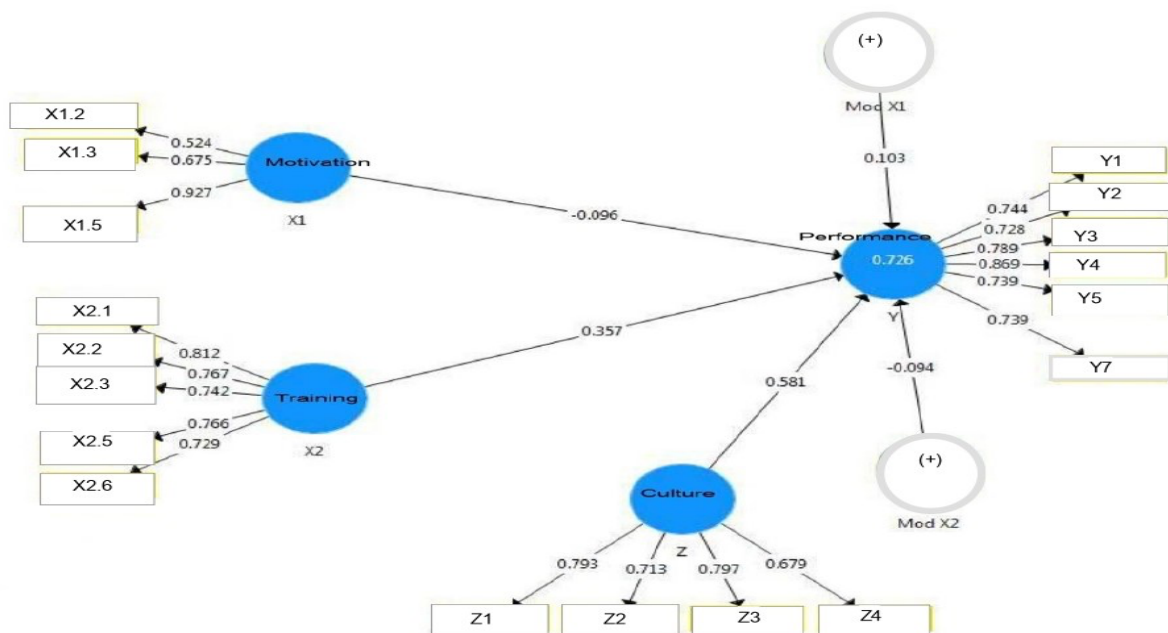 (+)
Mod X1
0.103
X1.2
X1.3
X1.5
0.524
0.675
0.927
Motivation
X1
-0.096
Y1
Y2
Y3
Y4
Y5
Y7
0.744
0.728
0.789
0.869
0.739
0.739
Performance
0.726
Y
X2.1
X2.2
X2.3
X2.5
X2.6
0.812
0.767
0.742
0.766
0.729
Training
X2
0.357
0.581
-0.094
(+)
Mod X2
Culture
Z
0.793
0.713
0.797
0.679
Z1
Z2
Z3
Z4